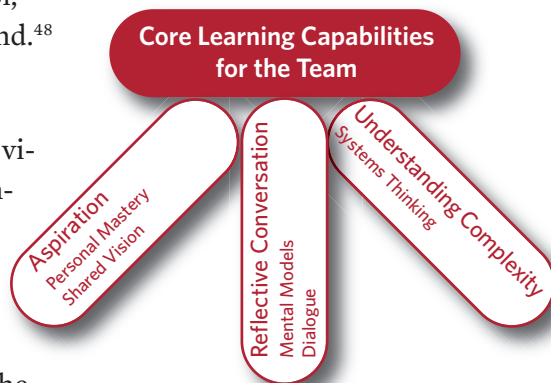 nd.48
vi-
Core Learning Capabilities
for the Team
Aspiration
Personal Mastery
Shared Vision
Reflective Conversation
Mental Models
Dialogue
Understanding Complexity
Systems Thinking
he